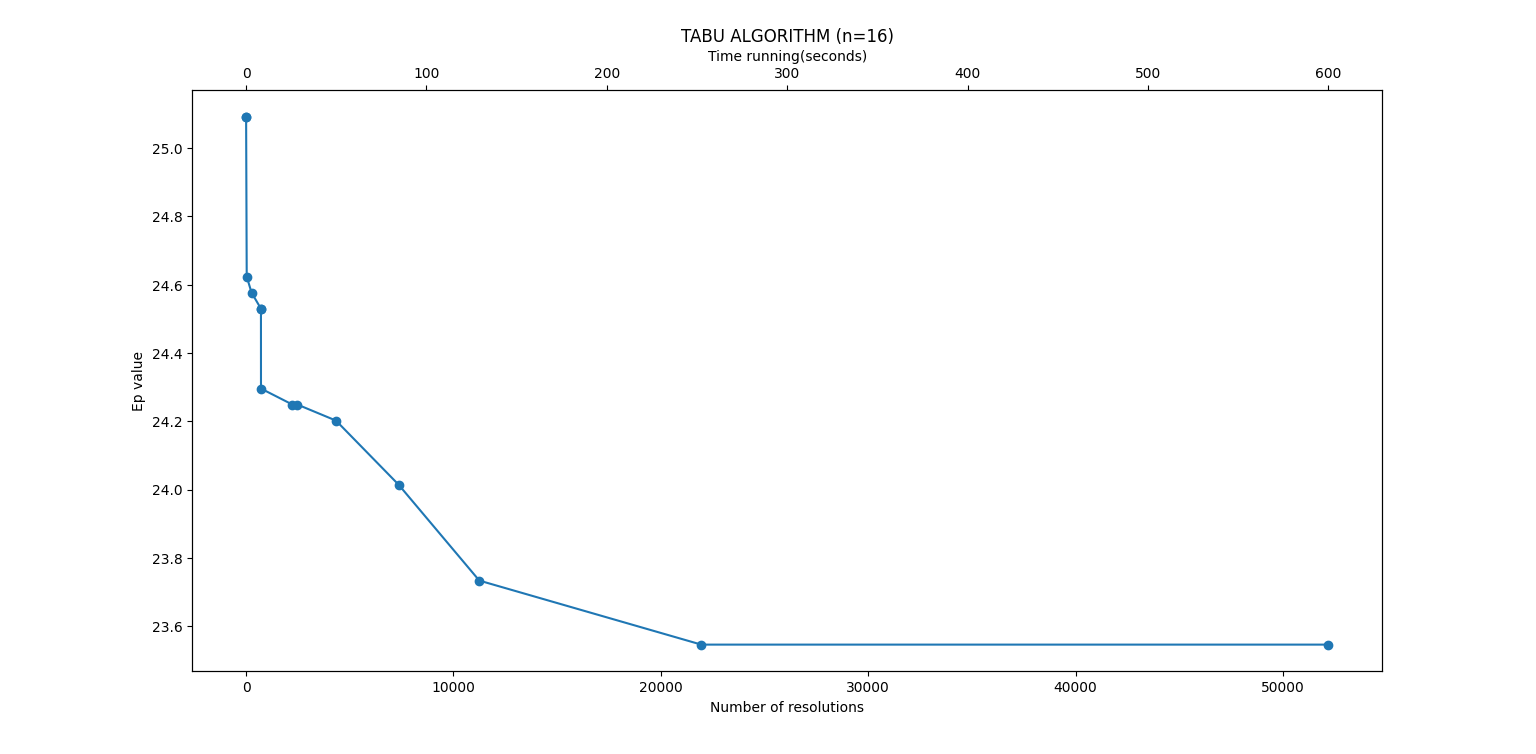 TABU ALGORITHM (n=16)
Time running(seconds)
0 100 200 300 400 500 600
25.0
24.8
24.6
24.4
24.2
24.0
23.8
23.6
Ep value
0 10000 20000 30000 40000 50000
Number of resolutions